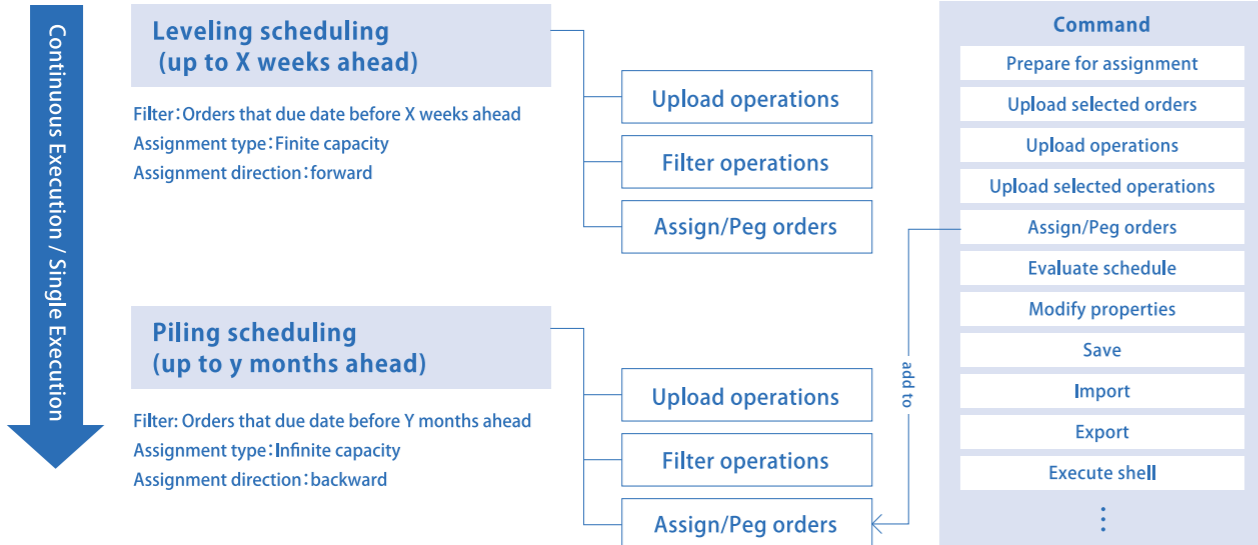 Continuous Execution / Single Execution
Leveling scheduling
(up to X weeks ahead)
Filter:Orders that due date before X weeks ahead
Assignment type:Finite capacity
Assignment direction:forward
Upload operations
Filter operations
Assign/Peg orders
Piling scheduling
(up to y months ahead)
Filter: Orders that due date before Y months ahead
Assignment type:Infinite capacity
Assignment direction:backward
Upload operations
Filter operations
Assign/Peg orders
add to
Command
Prepare for assignment
Upload selected orders
Upload operations
Upload selected operations
Assign/Peg orders
Evaluate schedule
Modify properties
Save
Import
Export
Execute shell
⋮